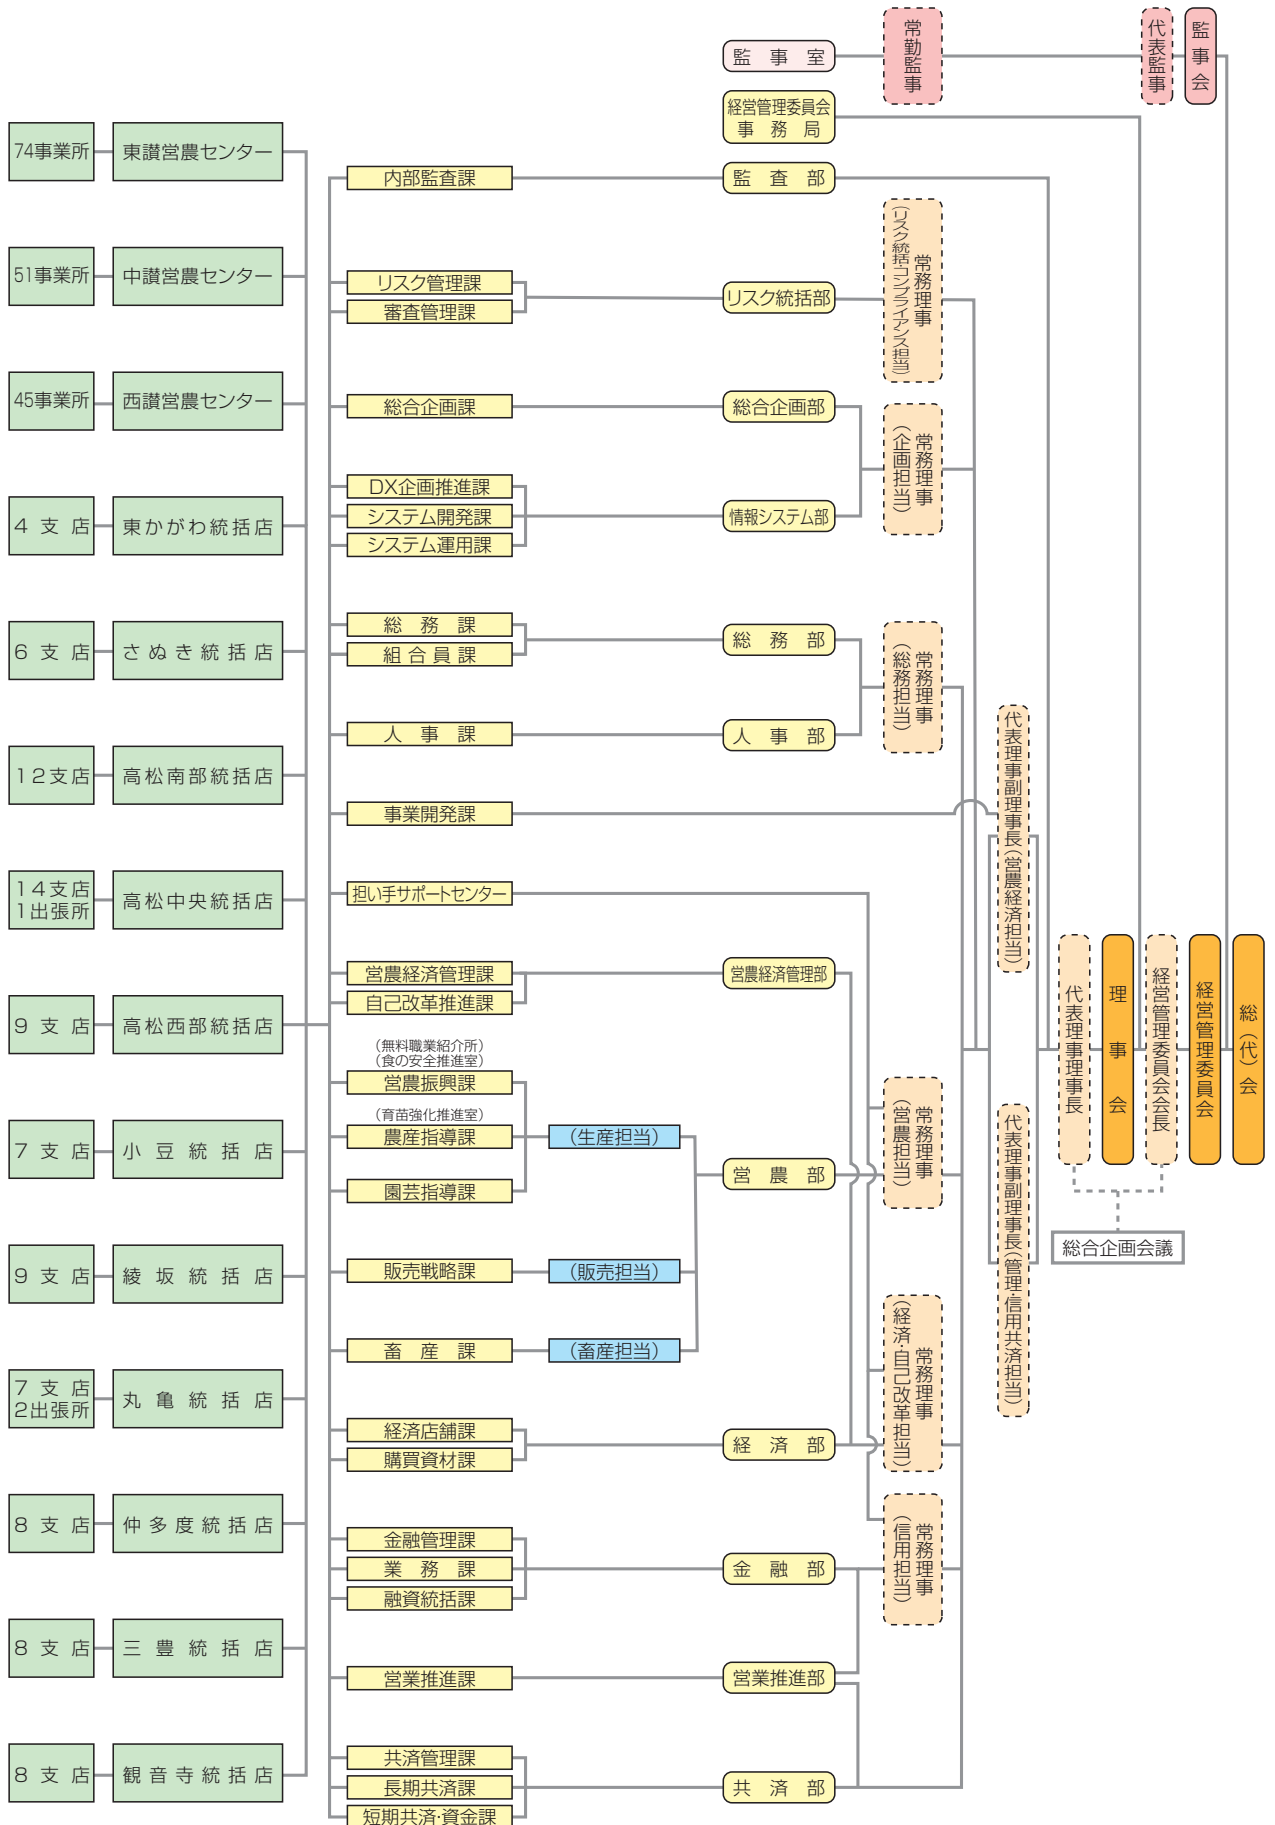 監事室
常勤監事
代表監事
監事会
経営管理委員会
事務局
74事業所
東讃営農センター
51事業所
中讃営農センター
45事業所
西讃営農センター
4支店
東かがわ統括店
6支店
さぬき統括店
12支店
高松南部統括店
14支店
1出張所
高松中央統括店
9支店
高松西部統括店
7支店
小豆統括店
9支店
綾坂統括店
7支店
2出張所
丸亀統括店
8支店
仲多度統括店
8支店
三豊統括店
8支店
観音寺統括店
内部監査課
監査部
リスク管理課
審査管理課
リスク統括部
常務理事
(リスク統括・コンプライアンス担当)
総合企画課
総合企画部
DX企画推進課
システム開発課
システム運用課
情報システム部
常務理事
(企画担当)
総務課
組合員課
総務部
人事課
人事部
常務理事
(総務担当)
事業開発課
担い手サポートセンター
営農経済管理課
自己改革推進課
営農経済管理部
(無料職業紹介所)
(食の安全推進室)
営農振興課
(育苗強化推進室)
農産指導課
園芸指導課
(生産担当)
販売戦略課
(販売担当)
畜産課
(畜産担当)
営農部
常務理事
(営農担当)
経済店舗課
購買資材課
経済部
常務理事
(経済・自己改革担当)
金融管理課
業務課
融資統括課
金融部
常務理事
(信用担当)
営業推進課
営業推進部
共済管理課
長期共済課
短期共済・資金課
共済部
代表理事副理事長(営農経済担当)
代表理事副理事長(管理・信用共済担当)
代表理事理事長
理事会
経営管理委員会会長
経営管理委員会
総(代)会
総合企画会議